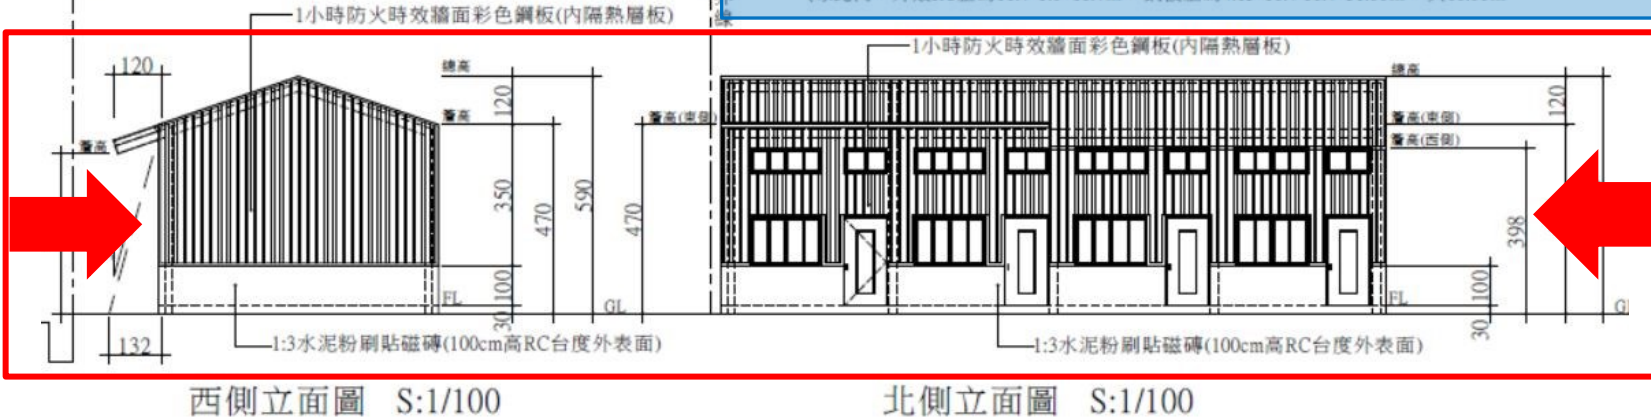 1小時防火時效牆面彩色鋼板(內隔熱層板)
線
1小時防火時效牆面彩色鋼板(內隔熱層板)
120
總高
總高
120
120
簷高
簷高(東側)
簷高(東側)
簷高
簷高(西側)
350
470
590
470
398
100
FL
30
GL
100
FL
30
132
1:3水泥粉刷貼磁磚(100cm高RC台度外表面)
1:3水泥粉刷貼磁磚(100cm高RC台度外表面)
西側立面圖 S:1/100
北側立面圖 S:1/100